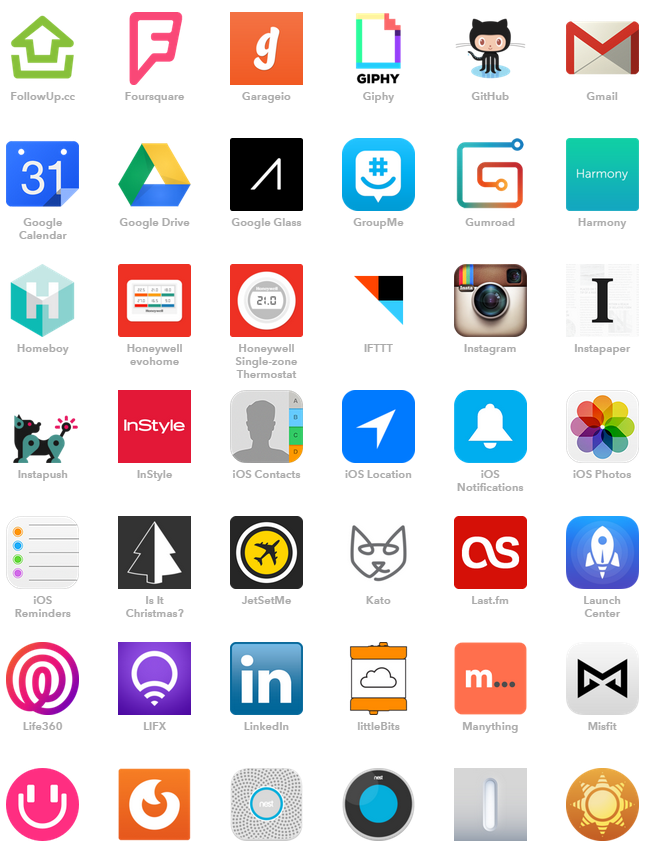 GIPHY
FollowUp.cc
Foursquare
g
Garageio
Giphy
GitHub
Gmail
31
Google
Calendar
Google Drive
Google Glass
#
GroupMe
Gumroad
Harmony
Harmony
H
Homeboy
Honeywell
Honeywell
evohome
Honeywell
21.0
Honeywell
Single-zone
Thermostat
IFTTT
Insta
Instagram
I
Instapaper
Instapush
InStyle
InStyle
A
B
C
D
iOS Contacts
iOS Location
iOS
Notifications
iOS Photos
iOS
Reminders
Is It
Christmas?
JetSetMe
Kato
as
Last.fm
Launch
Center
Life360
LIFX
in
LinkedIn
littleBits
m...
Manything
Misfit
nest
nest